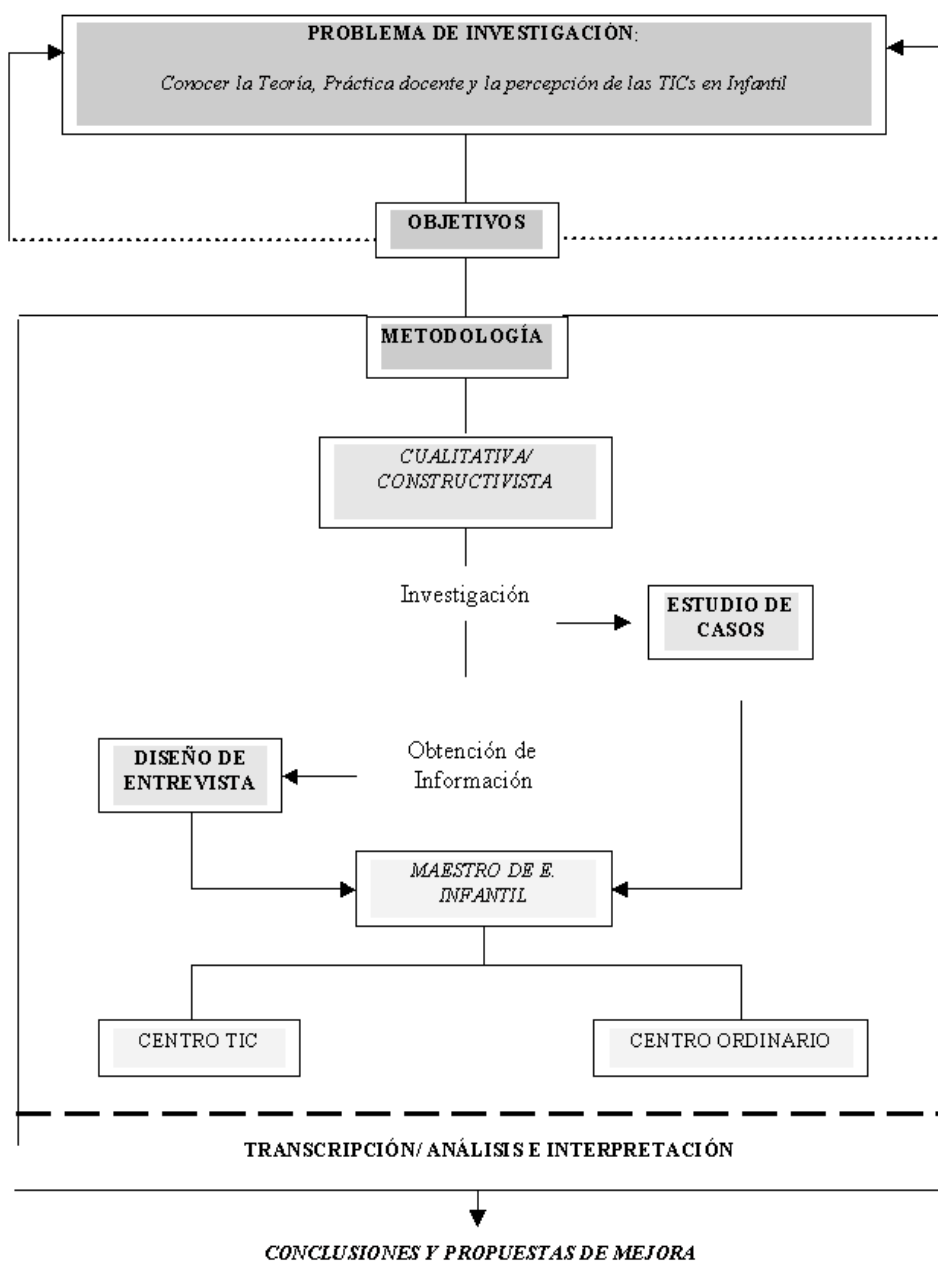 PROBLEMA DE INVESTIGACIÓN:
Conocer la Teoría, Práctica docente y la percepción de las TICs en Infantil
OBJETIVOS
METODOLOGÍA
CUALITATIVA/
CONSTRUCTIVISTA
Investigación
ESTUDIO DE
CASOS
Obtención de
Información
DISEÑO DE
ENTREVISTA
MAESTRO DE E.
INFANTIL
CENTRO TIC
CENTRO ORDINARIO
TRANSCRIPCIÓN/ ANÁLISIS E INTERPRETACIÓN
CONCLUSIONES Y PROPUESTAS DE MEJORA